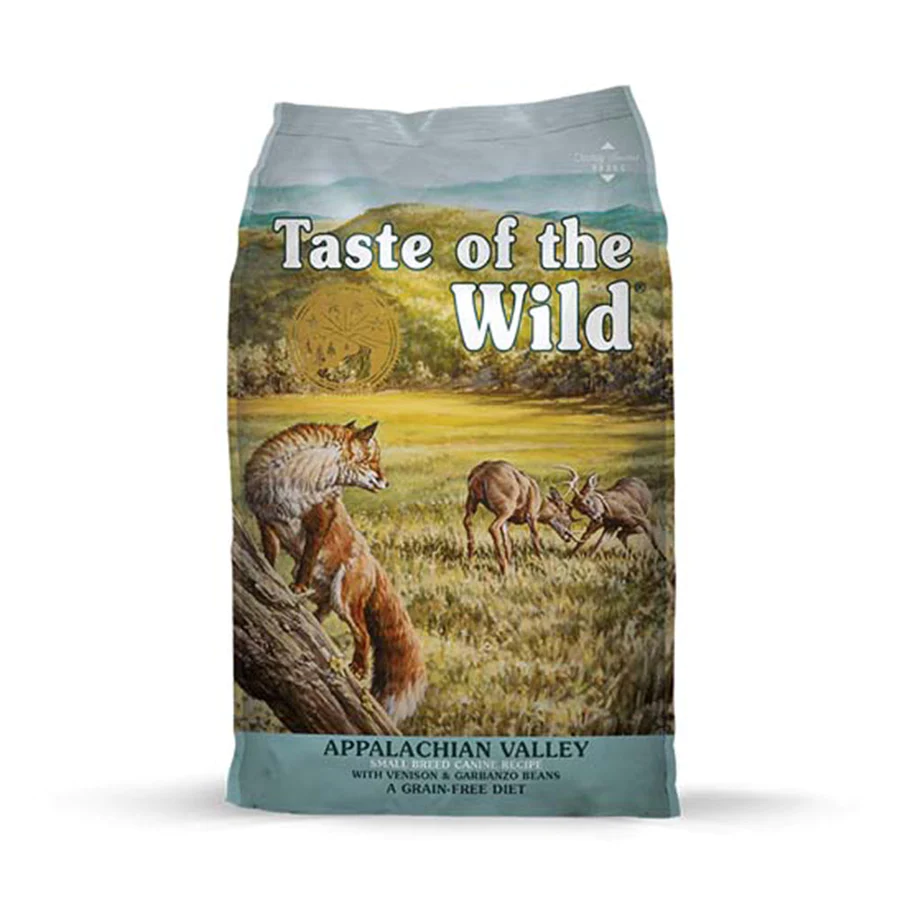 Taste of the
Wild®
APPALACHIAN VALLEY
SMALL BREED CANINE RECIPE
WITH VENISON & GARBANZO BEANS
A GRAIN-FREE DIET